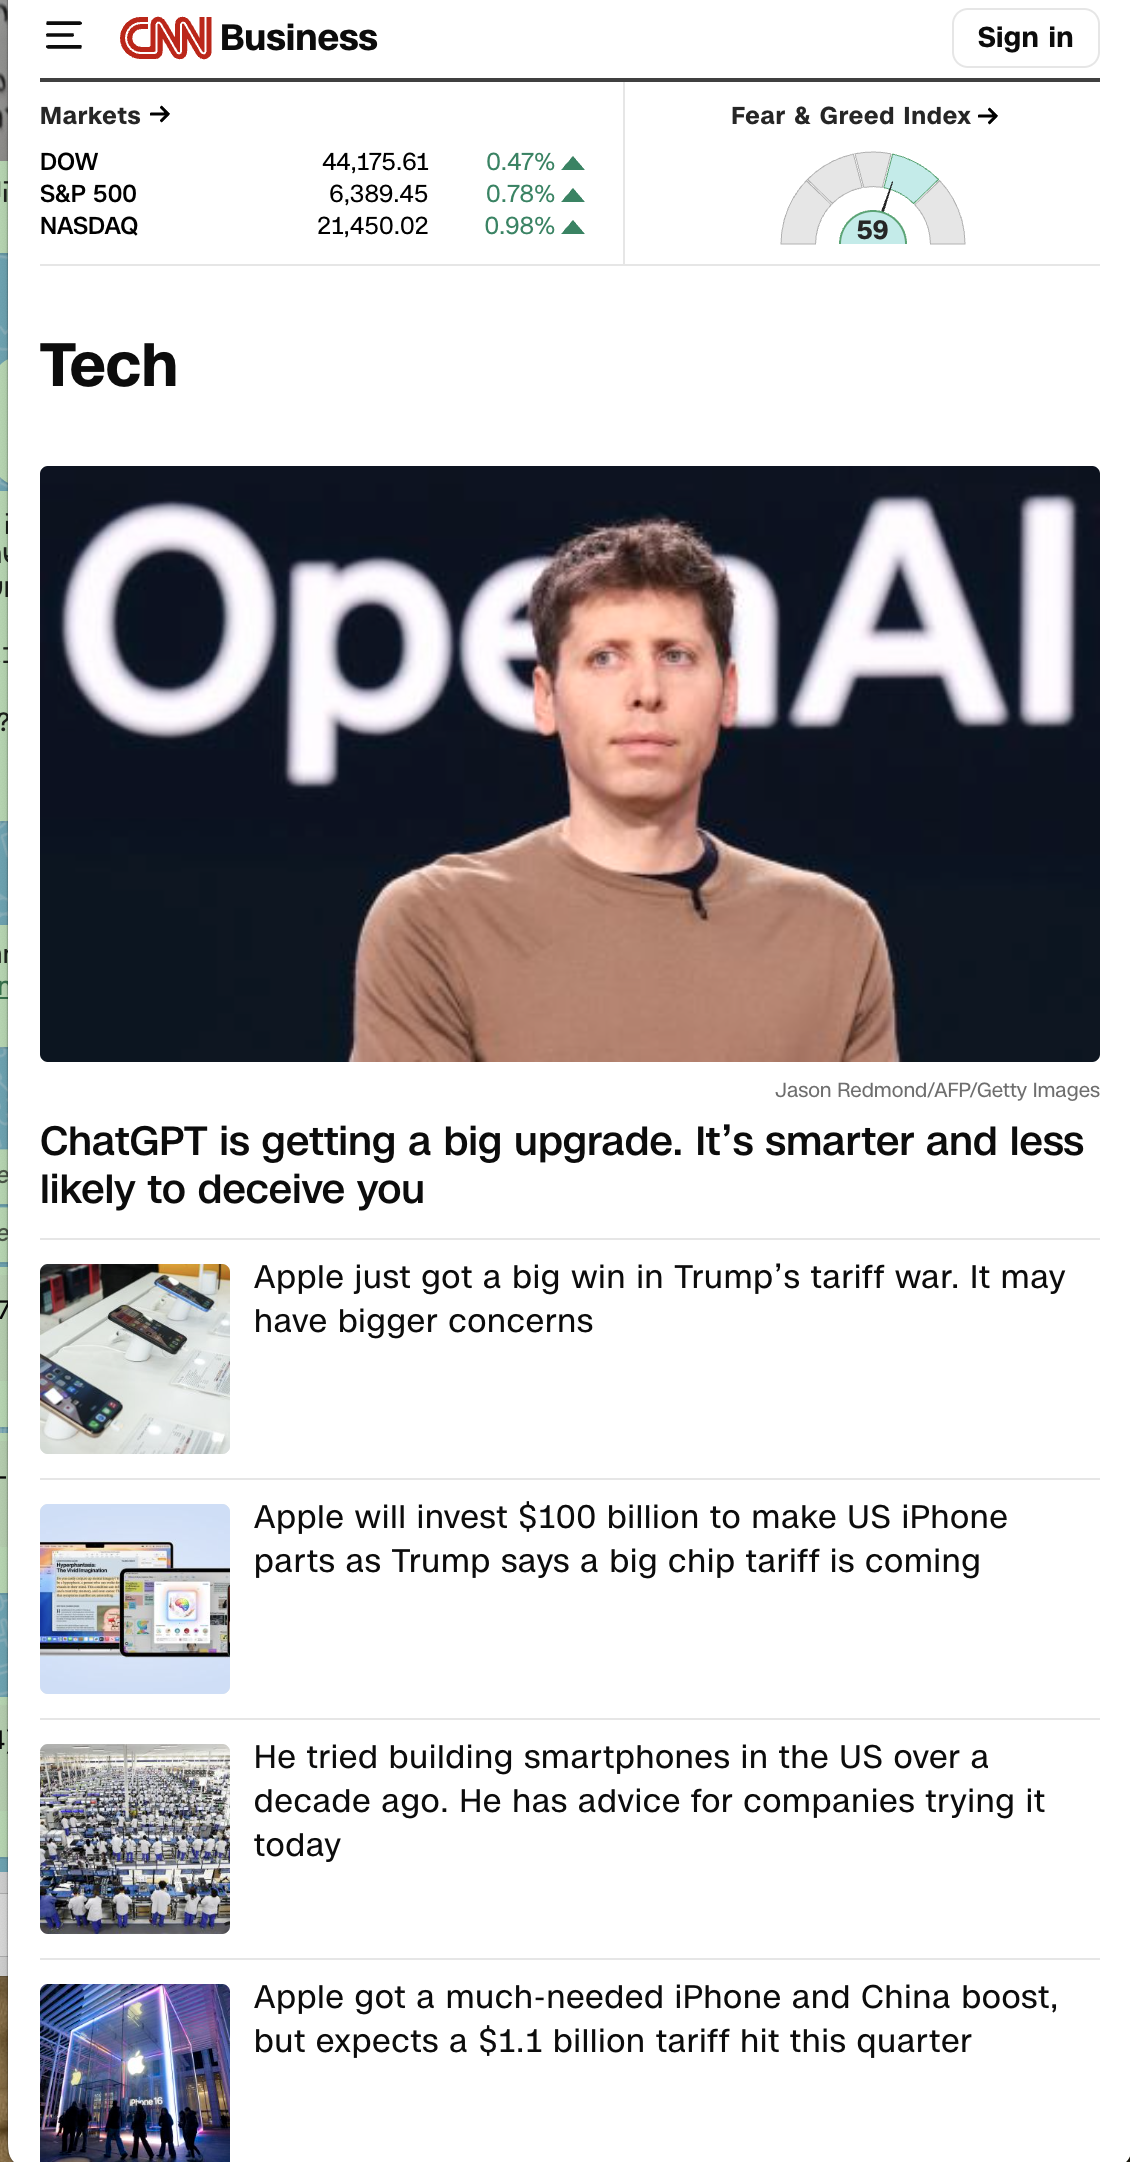 CNN Business
Sign in
Markets →
DOW 44,175.61 0.47%
S&P 500 6,389.45 0.78%
NASDAQ 21,450.02 0.98%
Fear & Greed Index →
59
Tech
OpenAI
Jason Redmond/AFP/Getty Images
ChatGPT is getting a big upgrade. It’s smarter and less
likely to deceive you
Apple just got a big win in Trump’s tariff war. It may
have bigger concerns
Apple will invest $100 billion to make US iPhone
parts as Trump says a big chip tariff is coming
Hyperphantasia:
The Vivid Imagination
He tried building smartphones in the US over a
decade ago. He has advice for companies trying it
today
Apple got a much-needed iPhone and China boost,
but expects a $1.1 billion tariff hit this quarter
iPhone 16